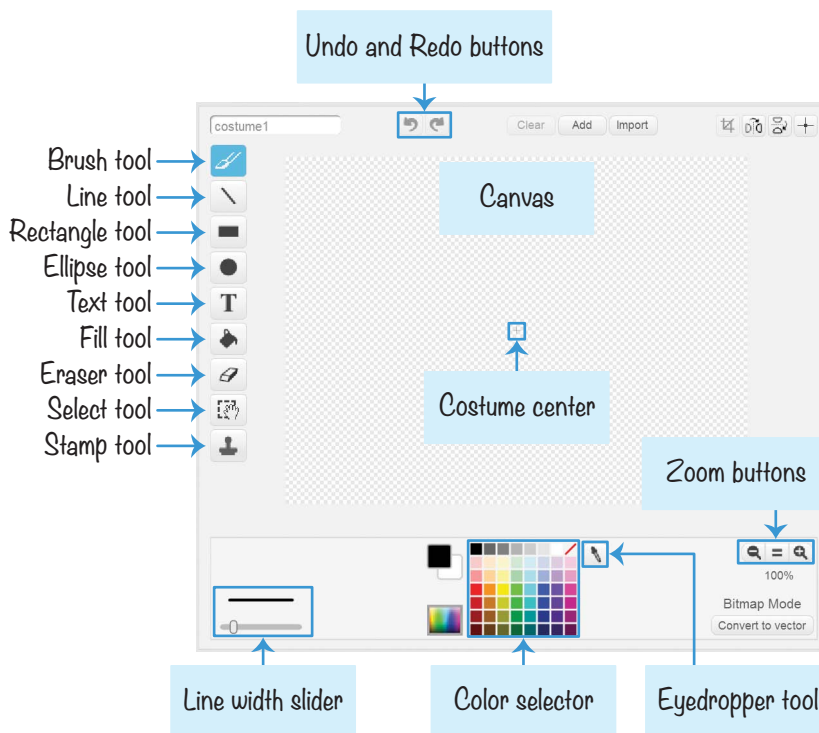 Undo and Redo buttons
costume1
Clear
Add
Import
Brush tool
Line tool
Rectangle tool
Ellipse tool
Text tool
T
Fill tool
Eraser tool
Select tool
Stamp tool
Canvas
Costume center
Zoom buttons
100%
Bitmap Mode
Convert to vector
Line width slider
Color selector
Eyedropper tool